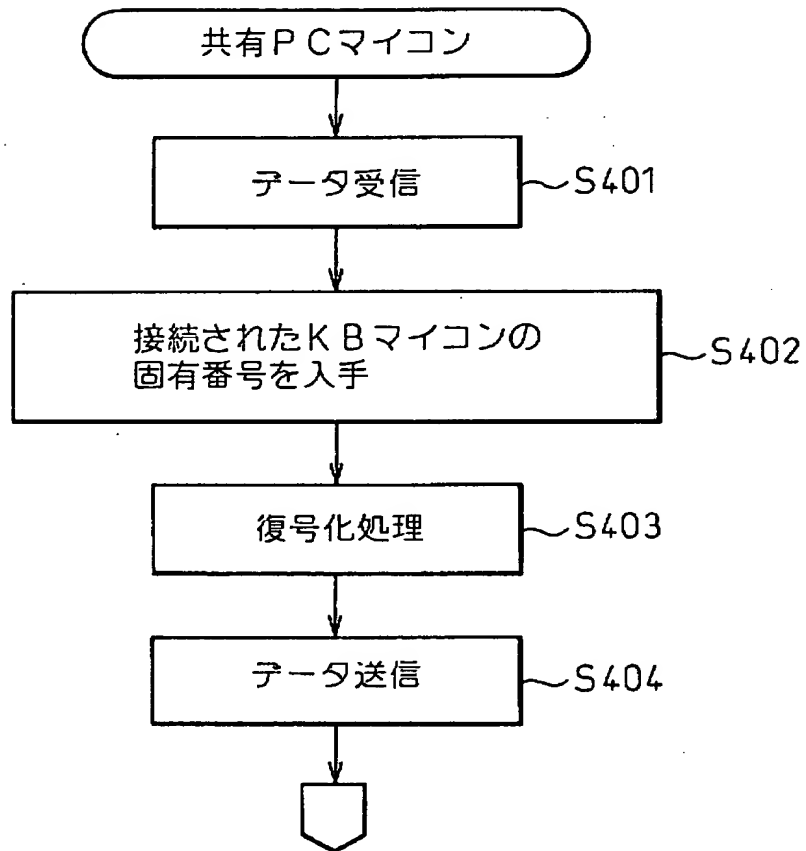 共有PCマイコン
データ受信
S401
接続されたKBマイコンの
固有番号を入手
S402
復号化処理
S403
データ送信
S404